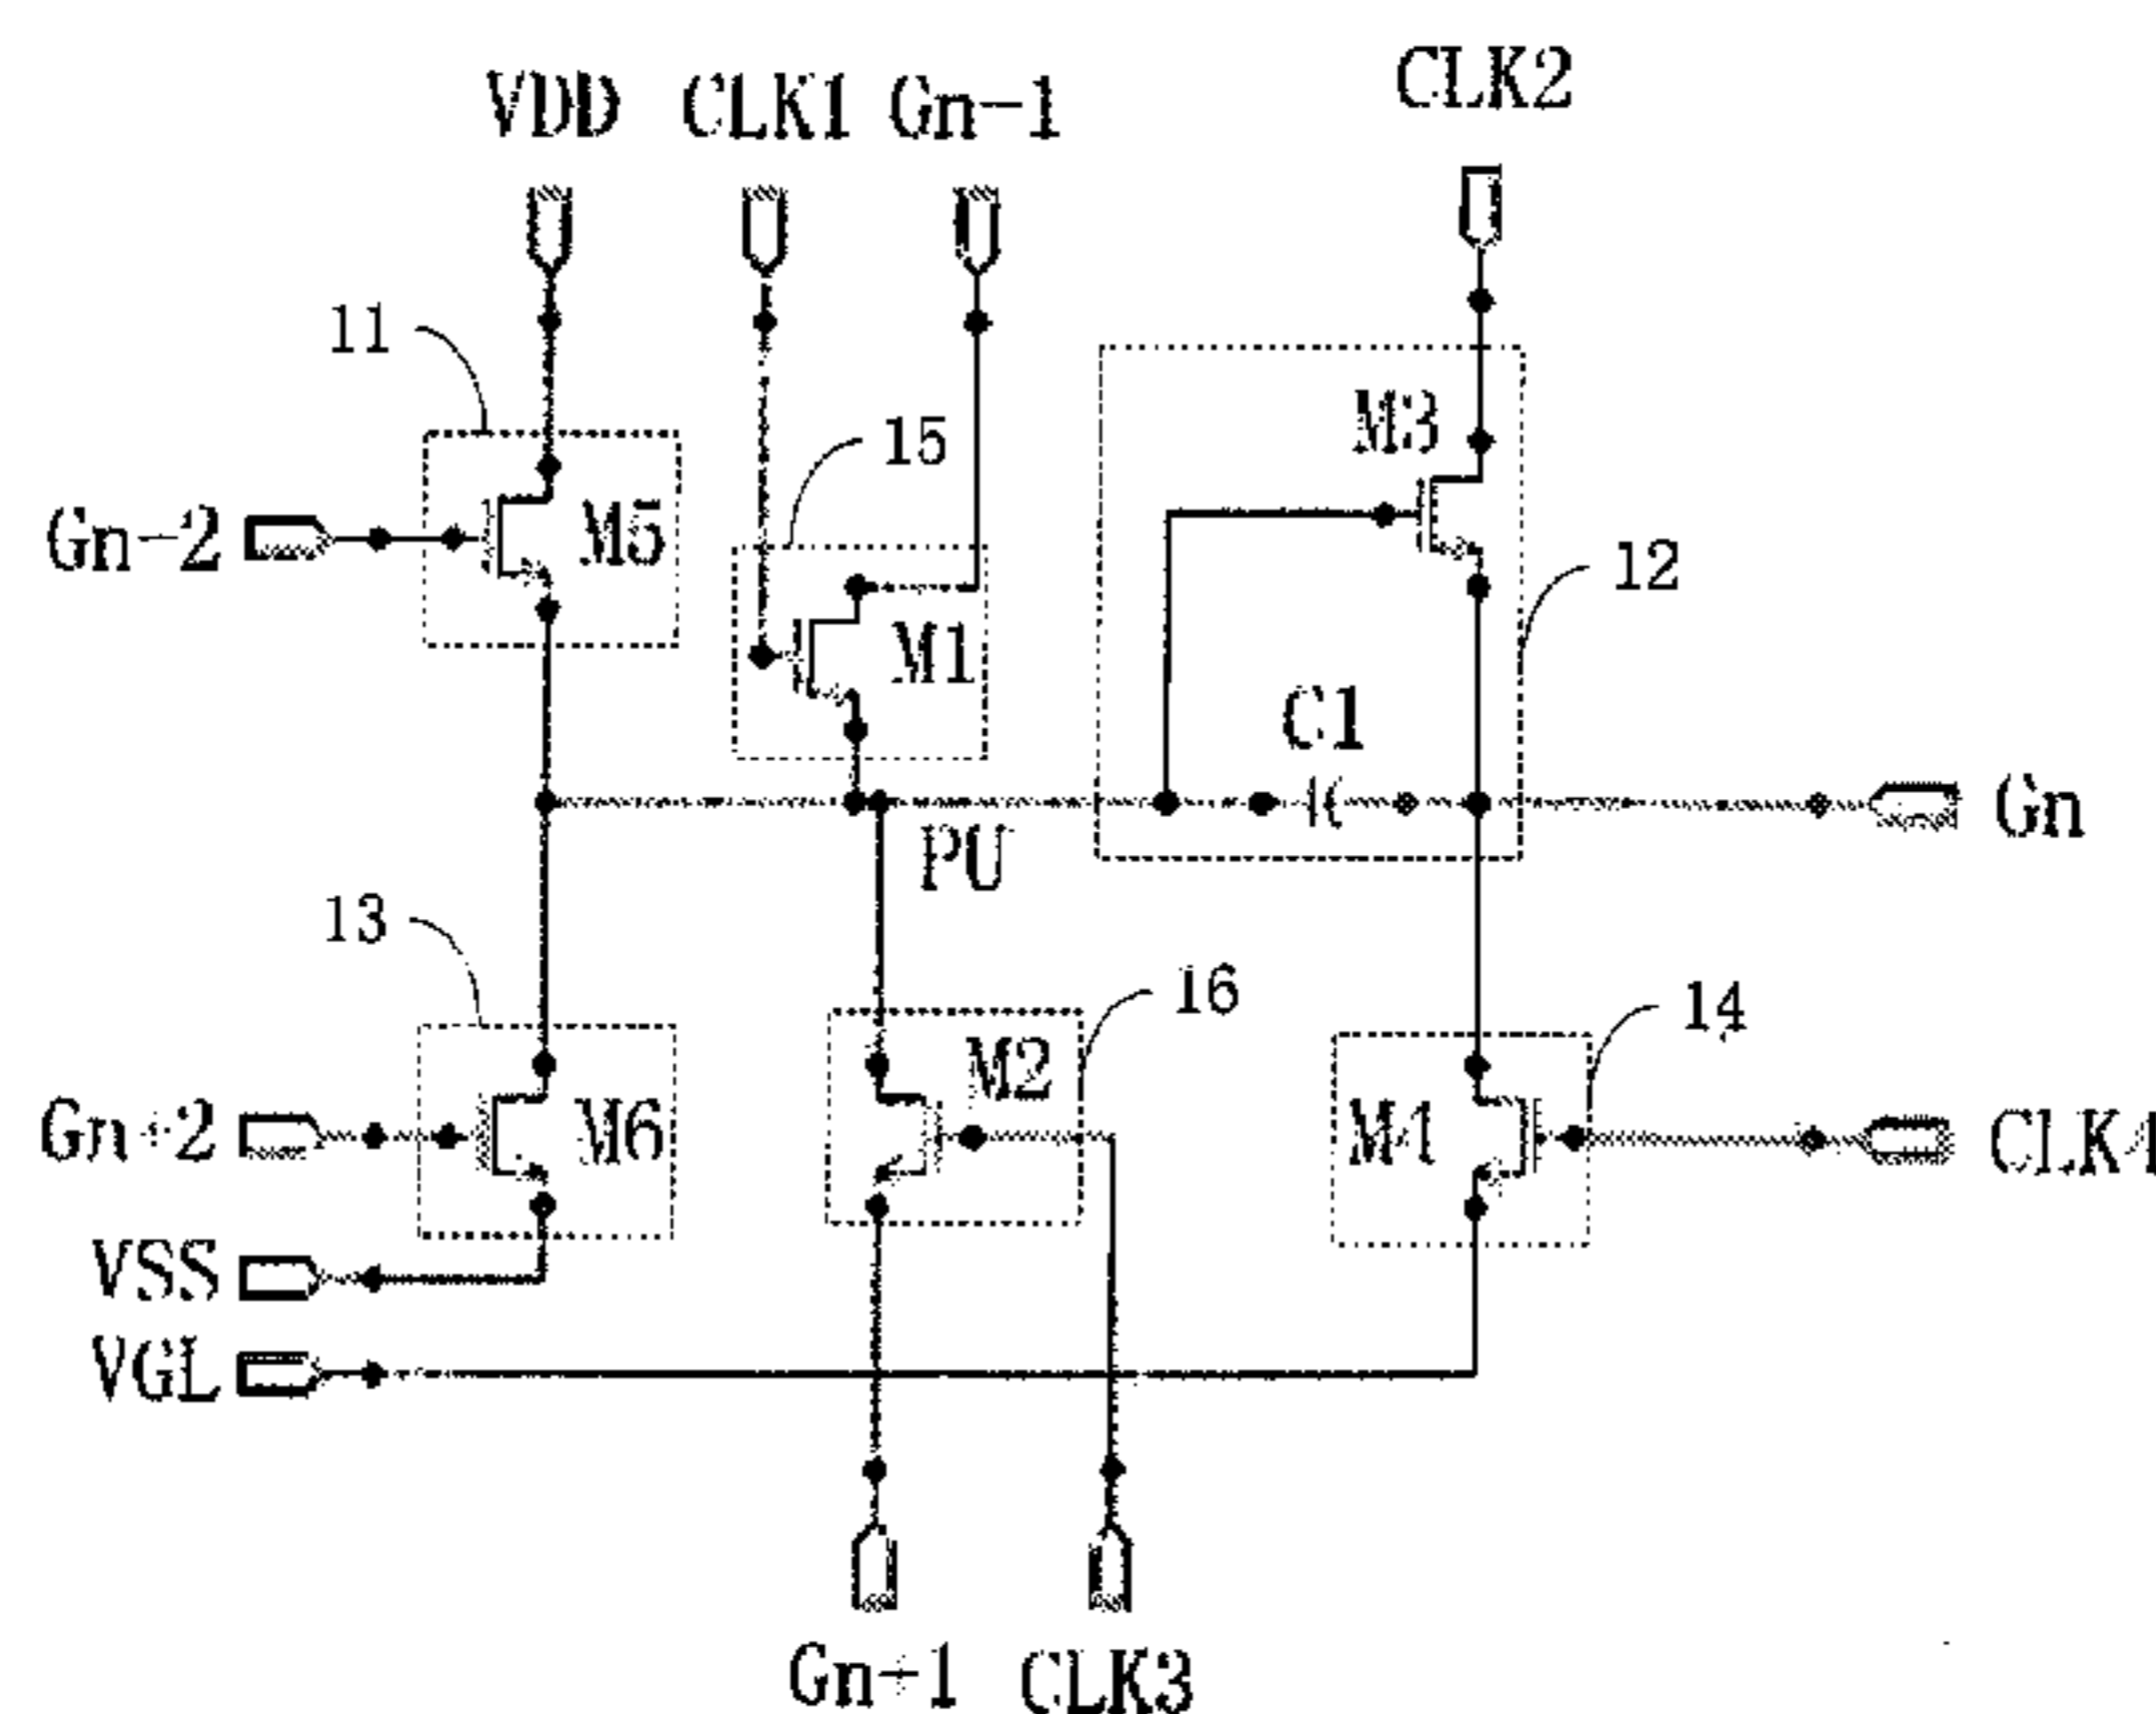 VDD CLK1 Gn-1 CLK2
11
M3
15
Gn-2 M5
12
M1
C1
Gn
PU
13
16
14
M2
Gn+2 M6 M4 CLK4
VSS
VGL
Gn+1 CLK3